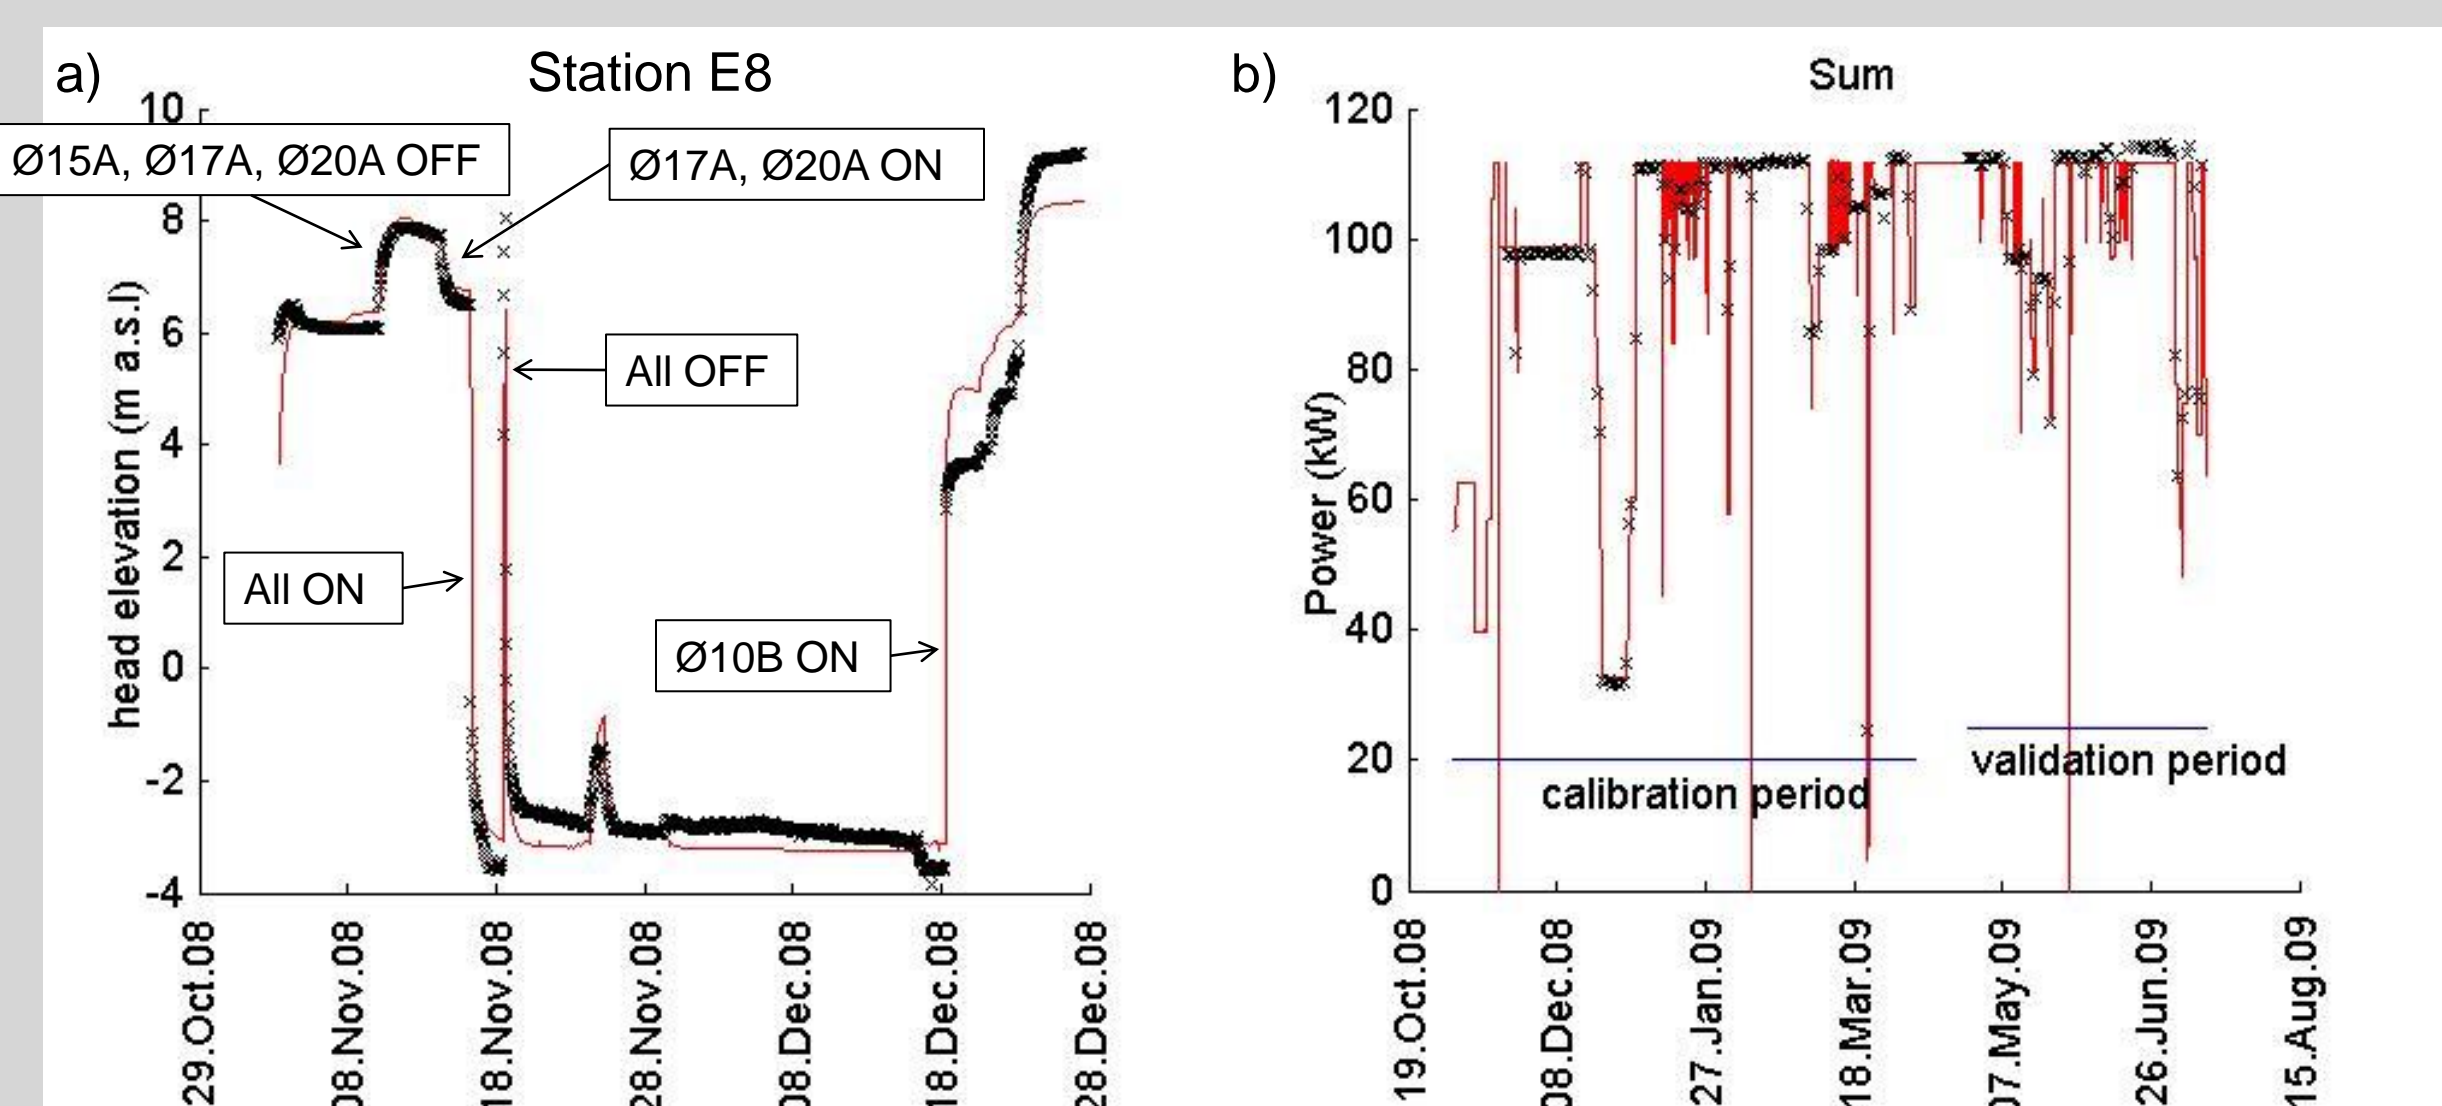 a)
Station E8
10
8
6
4
2
0
-2
-4
head elevation (m a.s.l)
Ø15A, Ø17A, Ø20A OFF
Ø17A, Ø20A ON
All OFF
All ON
Ø10B ON
29.Oct.08
08.Nov.08
18.Nov.08
28.Nov.08
08.Dec.08
18.Dec.08
28.Dec.08
b)
Sum
120
100
80
60
40
20
0
Power (kW)
calibration period
validation period
19.Oct.08
08.Dec.08
27.Jan.09
18.Mar.09
07.May.09
26.Jun.09
15.Aug.09